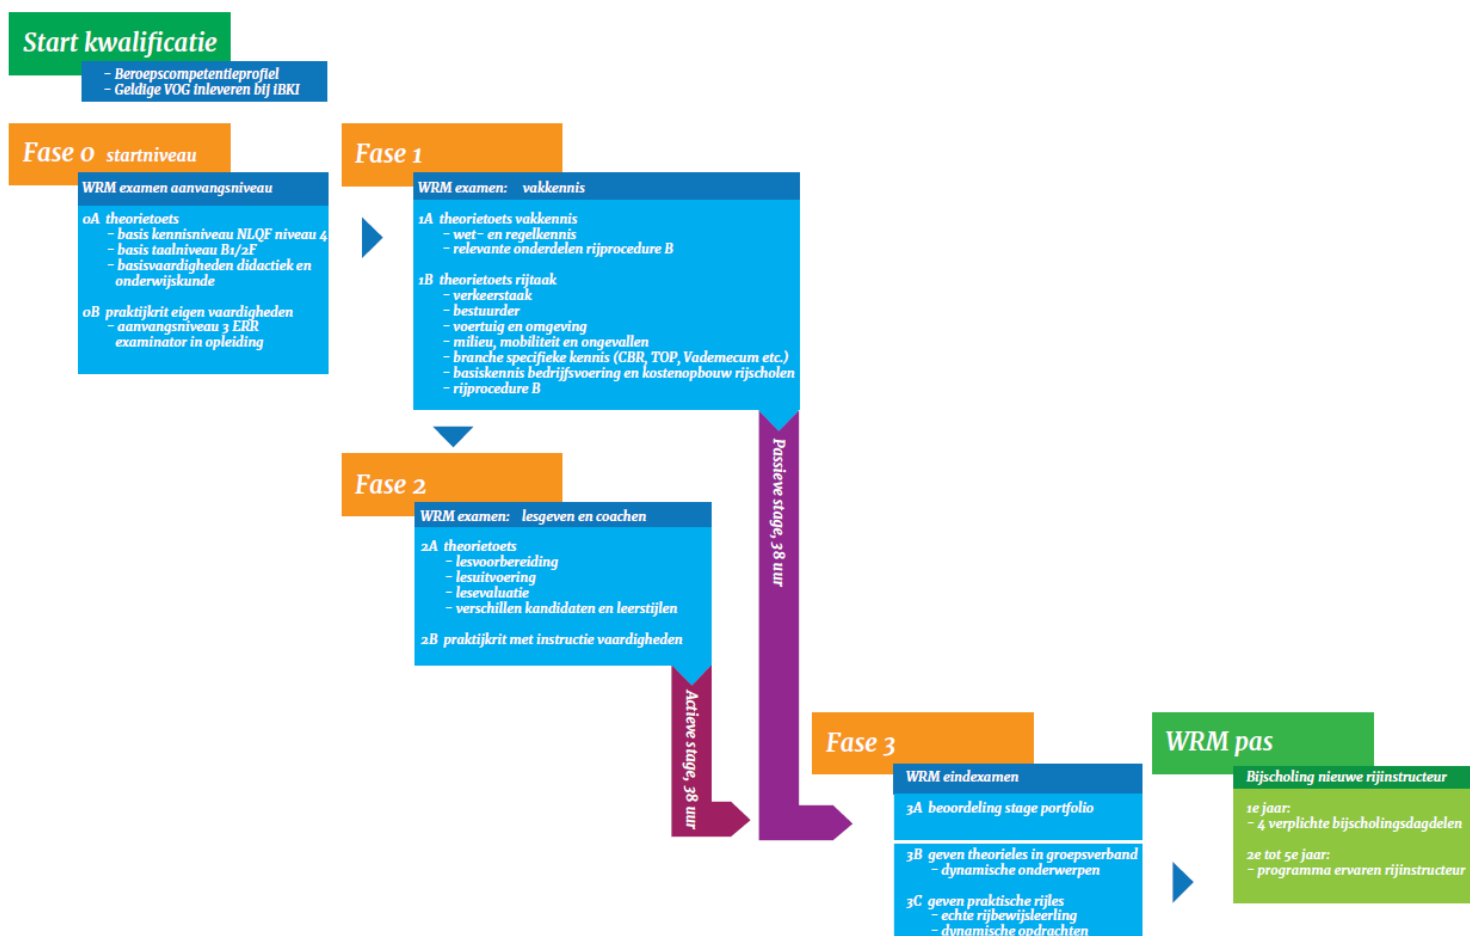 Start kwalificatie
- Beroepscompetentieprofiel
- Geldige VOG inleveren bij iBKI
Fase 0 startniveau
WRM examen aanvangsniveau
0A theorietoets
- basis kennisniveau NLQF niveau 4
- basis taalniveau B1/2F
- basisvaardigheden didactiek en
onderwijskunde
0B praktijkrit eigen vaardigheden
- aanvangsniveau 3 ERR
examinator in opleiding
Fase 1
WRM examen: vakkennis
1A theorietoets vakkennis
- wet- en regelkennis
- relevante onderdelen rijprocedure B
1B theorietoets rijtaak
- verkeerstaak
- bestuurder
- voertuig en omgeving
- milieu, mobiliteit en ongevallen
- branche specifieke kennis (CBR, TOP, Vademecum etc.)
- basiskennis bedrijfsvoering en kostenopbouw rijscholen
- rijprocedure B
Passieve stage, 38 uur
Fase 2
WRM examen: lesgeven en coachen
2A theorietoets
- lesvoorbereiding
- lesuitvoering
- lesevaluatie
- verschillen kandidaten en leerstijlen
2B praktijkrit met instructie vaardigheden
Actieve stage, 38 uur
Fase 3
WRM eindexamen
3A beoordeling stage portfolio
3B geven theorieles in groepsverband
- dynamische onderwerpen
3C geven praktische rijles
- echte rijbewijsleerling
- dynamische opdrachten
WRM pas
Bijscholing nieuwe rijinstructeur
1e jaar:
- 4 verplichte bijscholingsdagdelen
2e tot 5e jaar:
- programma ervaren rijinstructeur